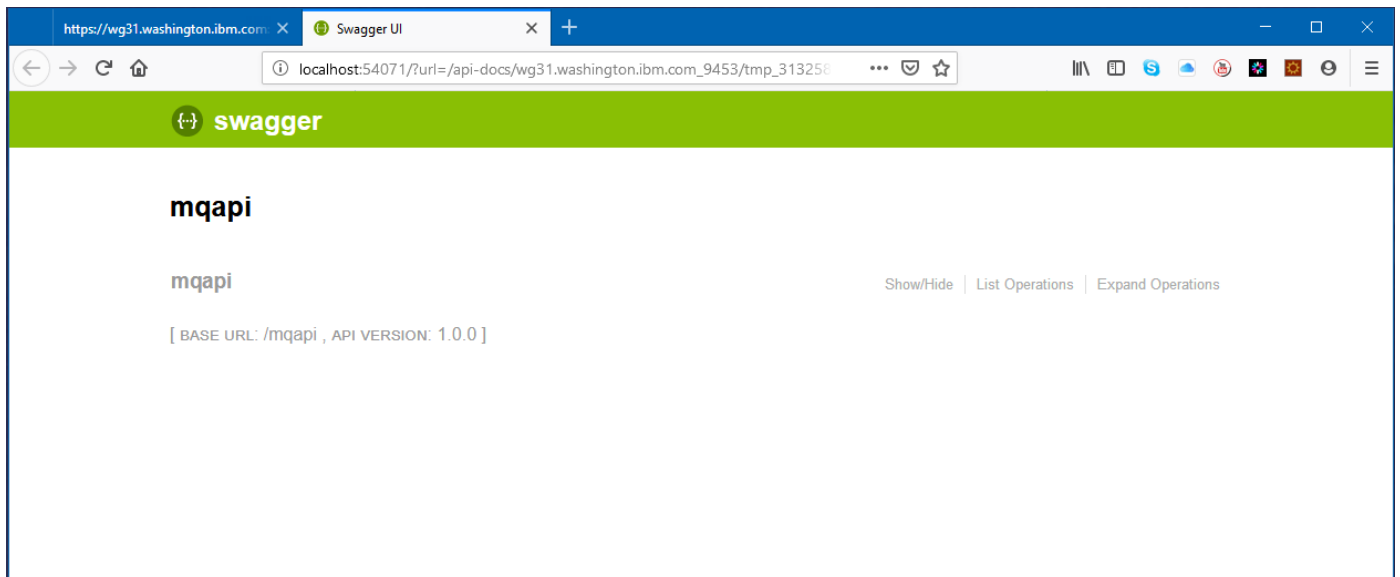 https://wg31.washington.ibm.com:
Swagger UI
localhost:54071/?url=/api-docs/wg31.washington.ibm.com_9453/tmp_313258
swagger
mqapi
mqapi
Show/Hide List Operations Expand Operations
[ BASE URL: /mqapi , API VERSION: 1.0.0 ]